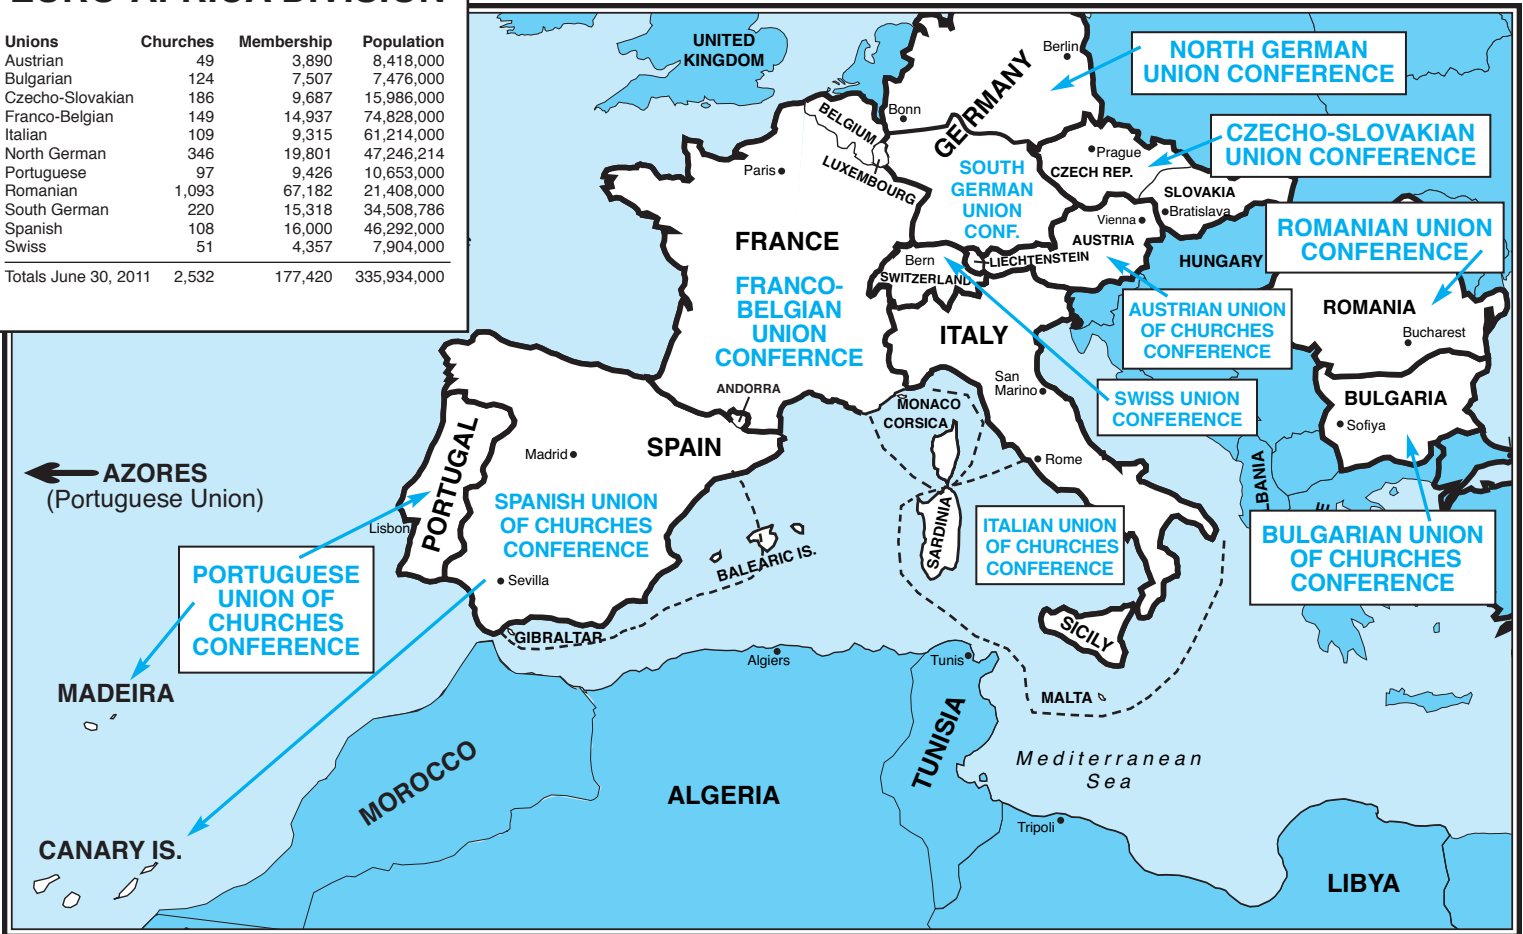 EURO-AFRICA DIVISION
Unions Churches Membership Population
Austrian 49 3,890 8,418,000
Bulgarian 124 7,507 7,476,000
Czecho-Slovakian 186 9,687 15,986,000
Franco-Belgian 149 14,937 74,828,000
Italian 109 9,315 61,214,000
North German 346 19,801 47,246,214
Portuguese 97 9,426 10,653,000
Romanian 1,093 67,182 21,408,000
South German 220 15,318 34,508,786
Spanish 108 16,000 46,292,000
Swiss 51 4,357 7,904,000
Totals June 30, 2011 2,532 177,420 335,934,000
UNITED
KINGDOM
Berlin
GERMANY
NORTH GERMAN
UNION CONFERENCE
Bonn
BELGIUM
LUXEMBOURG
Paris
SOUTH
GERMAN
UNION
CONF.
Prague
CZECH REP.
CZECHO-SLOVAKIAN
UNION CONFERENCE
SLOVAKIA
Bratislava
Vienna
AUSTRIA
LIECHTENSTEIN
Bern
SWITZERLAND
FRANCE
FRANCO-
BELGIAN
UNION
CONFERNCE
HUNGARY
ROMANIAN UNION
CONFERENCE
ROMANIA
Bucharest
AUSTRIAN UNION
OF CHURCHES
CONFERENCE
ITALY
San
Marino
SWISS UNION
CONFERENCE
BULGARIA
Sofiya
ANDORRA
MONACO
CORSICA
SPAIN
Madrid
PORTUGAL
Lisbon
AZORES
(Portuguese Union)
SPANISH UNION
OF CHURCHES
CONFERENCE
Sevilla
BALEARIC IS.
Rome
SARDINIA
ITALIAN UNION
OF CHURCHES
CONFERENCE
LBANIA
E
BULGARIAN UNION
OF CHURCHES
CONFERENCE
PORTUGUESE
UNION OF
CHURCHES
CONFERENCE
GIBRALTAR
SICILY
MALTA
Algiers
Tunis
MADEIRA
MOROCCO
ALGERIA
TUNISIA
Mediterranean
Sea
Tripoli
CANARY IS.
LIBYA